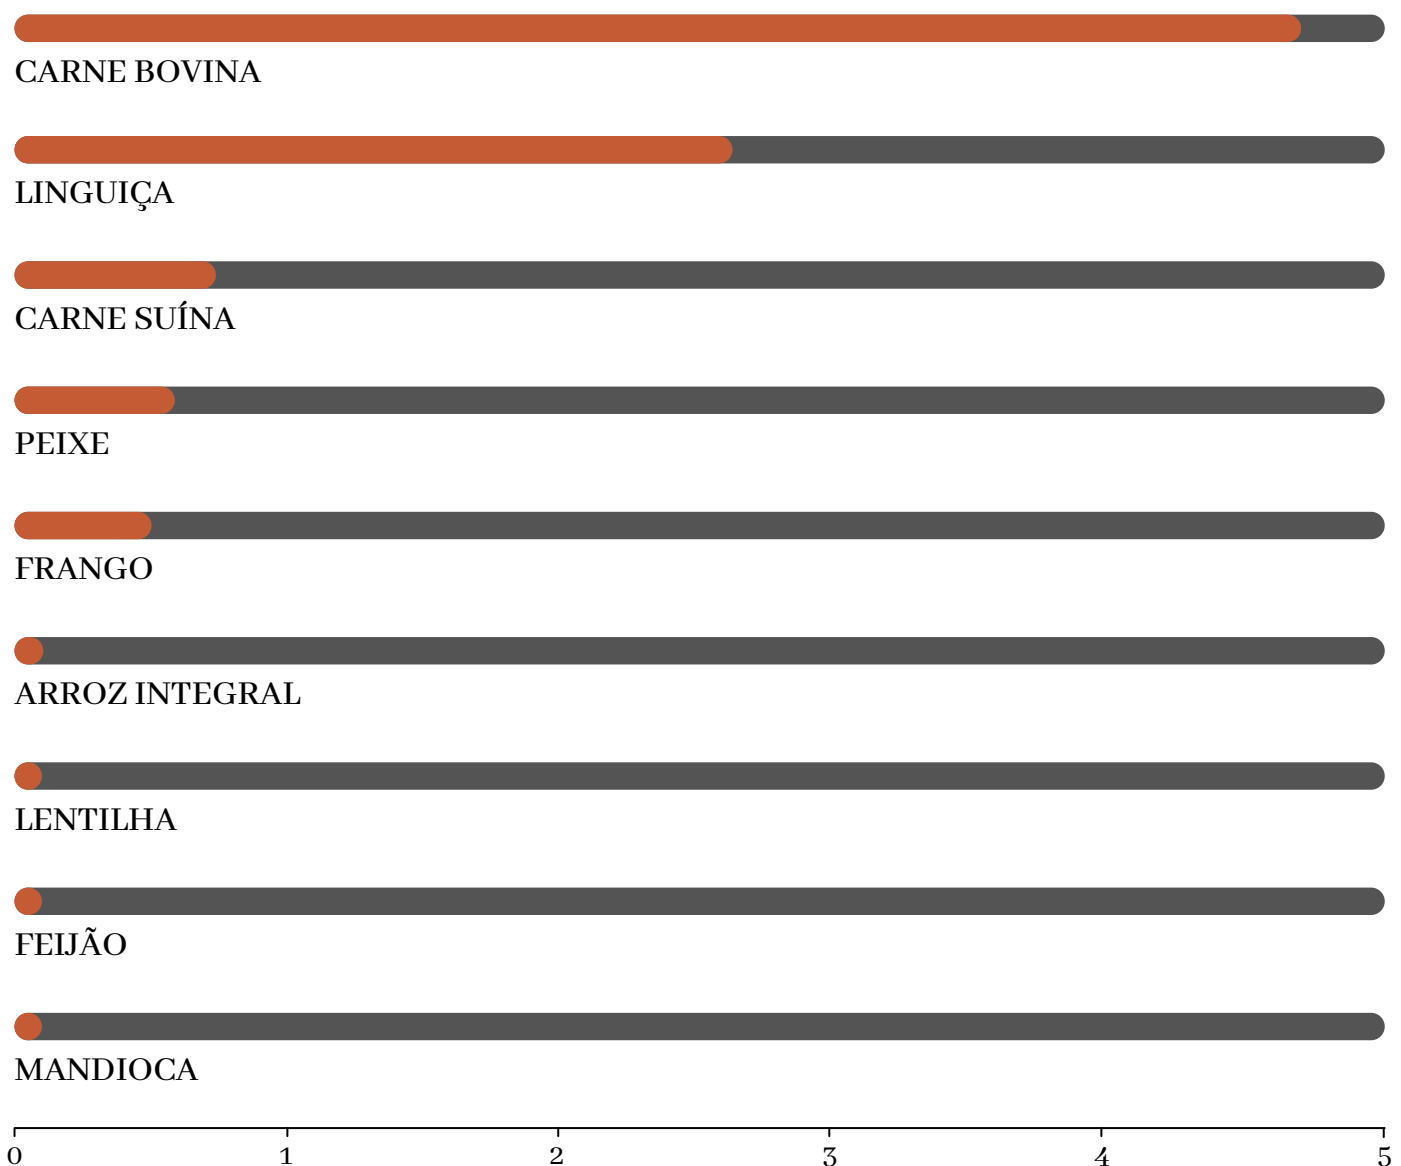 CARNE BOVINA
LINGUIÇA
CARNE SUÍNA
PEIXE
FRANGO
ARROZ INTEGRAL
LENTILHA
FEIJÃO
MANDIOCA
0 1 2 3 4 5